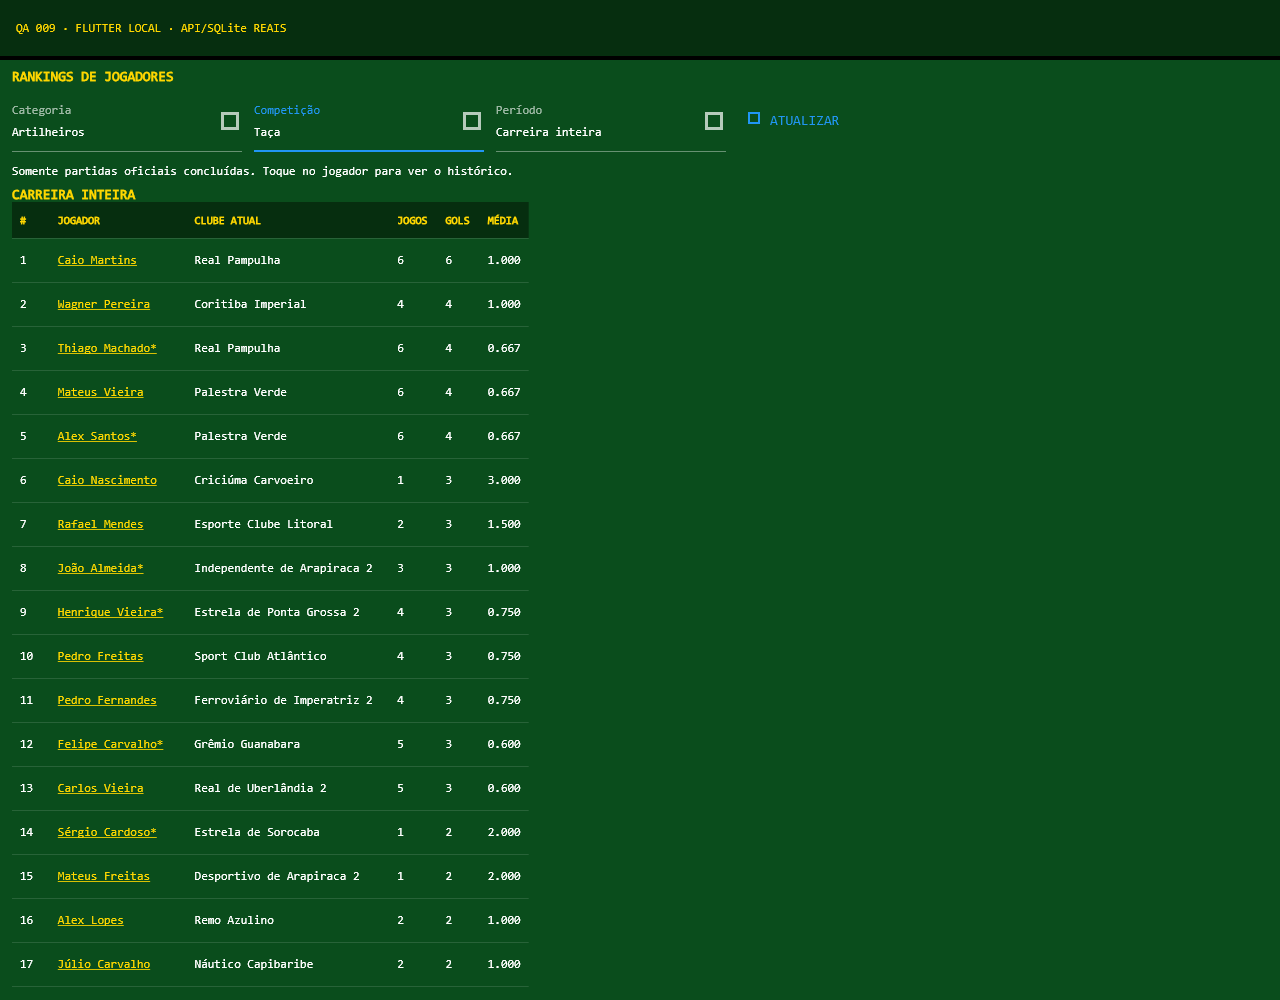 QA 009 · FLUTTER LOCAL · API/SQLite REAIS
RANKINGS DE JOGADORES
Categoria Competição Período
Artilheiros Taça Carreira inteira ATUALIZAR
Somente partidas oficiais concluídas. Toque no jogador para ver o histórico.
CARREIRA INTEIRA
# JOGADOR CLUBE ATUAL JOGOS GOLS MÉDIA
1 Caio Martins Real Pampulha 6 6 1.000
2 Wagner Pereira Coritiba Imperial 4 4 1.000
3 Thiago Machado* Real Pampulha 6 4 0.667
4 Mateus Vieira Palestra Verde 6 4 0.667
5 Alex Santos* Palestra Verde 6 4 0.667
6 Caio Nascimento Criciúma Carvoeiro 1 3 3.000
7 Rafael Mendes Esporte Clube Litoral 2 3 1.500
8 João Almeida* Independente de Arapiraca 2 3 3 1.000
9 Henrique Vieira* Estrela de Ponta Grossa 2 4 3 0.750
10 Pedro Freitas Sport Club Atlântico 4 3 0.750
11 Pedro Fernandes Ferroviário de Imperatriz 2 4 3 0.750
12 Felipe Carvalho* Grêmio Guanabara 5 3 0.600
13 Carlos Vieira Real de Uberlândia 2 5 3 0.600
14 Sérgio Cardoso* Estrela de Sorocaba 1 2 2.000
15 Mateus Freitas Desportivo de Arapiraca 2 1 2 2.000
16 Alex Lopes Remo Azulino 2 2 1.000
17 Júlio Carvalho Náutico Capibaribe 2 2 1.000